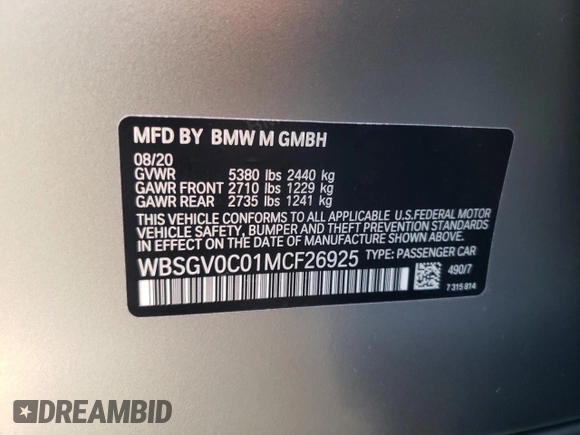 MFD BY BMW M GMBH
08/20
GVWR 5380 lbs 2440 kg
GAWR FRONT 2710 lbs 1229 kg
GAWR REAR 2735 lbs 1241 kg
THIS VEHICLE CONFORMS TO ALL APPLICABLE U.S.FEDERAL MOTOR
VEHICLE SAFETY, BUMPER AND THEFT PREVENTION STANDARDS
IN EFFECT ON THE DATE OF MANUFACTURE SHOWN ABOVE.
WBSGV0C01MCF26925 TYPE: PASSENGER CAR
490/7
7 315 814
DREAMBID